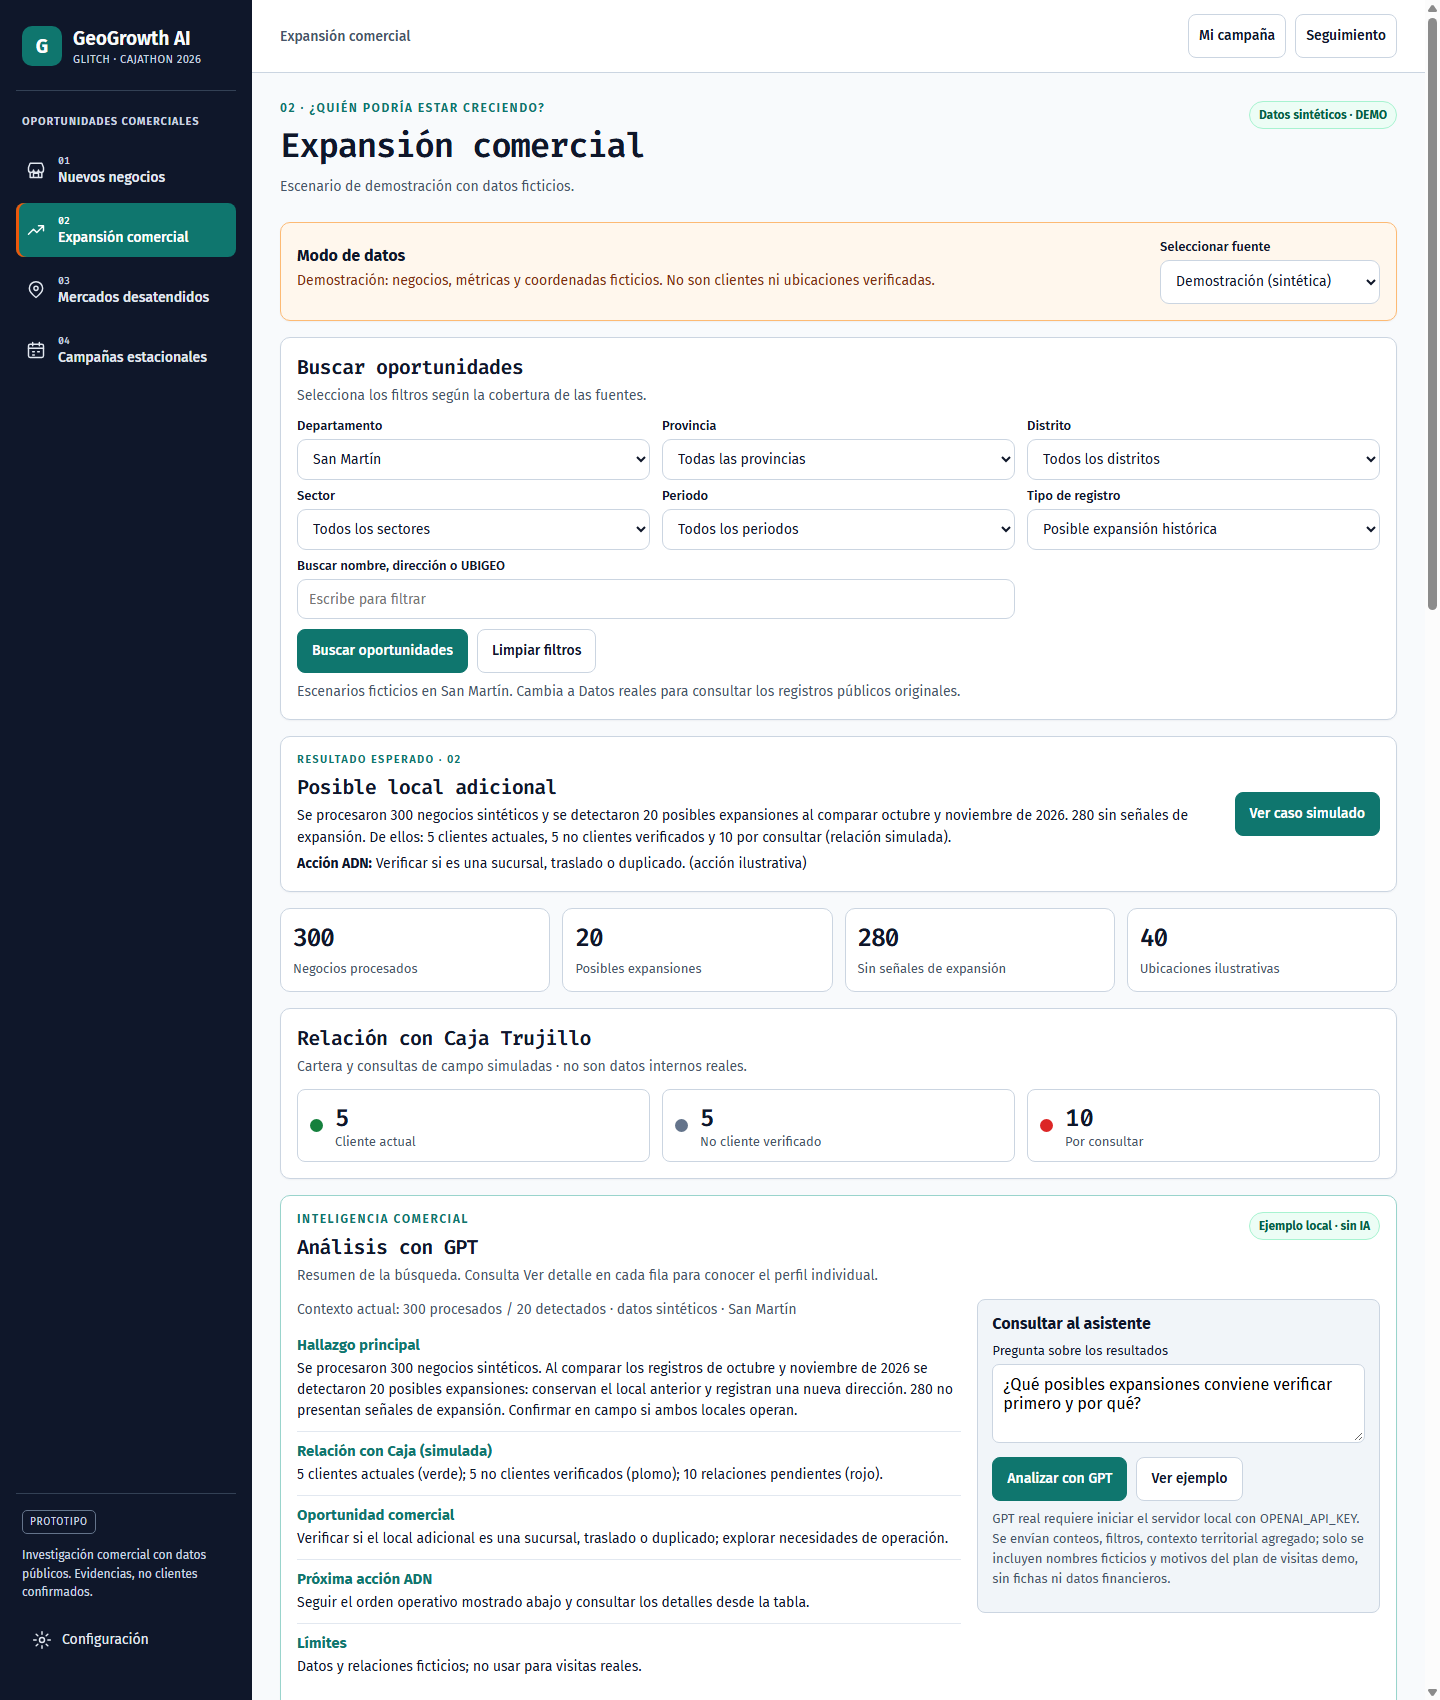 G
GeoGrowth AI
GLITCH · CAJATHON 2026
OPORTUNIDADES COMERCIALES
01
Nuevos negocios
02
Expansión comercial
03
Mercados desatendidos
04
Campañas estacionales
PROTOTIPO
Investigación comercial con datos
públicos. Evidencias, no clientes
confirmados.
Configuración
Expansión comercial
Mi campaña
Seguimiento
02 · ¿QUIÉN PODRÍA ESTAR CRECIENDO?
Datos sintéticos · DEMO
Expansión comercial
Escenario de demostración con datos ficticios.
Modo de datos
Demostración: negocios, métricas y coordenadas ficticios. No son clientes ni ubicaciones verificadas.
Seleccionar fuente
Demostración (sintética)
Buscar oportunidades
Selecciona los filtros según la cobertura de las fuentes.
Departamento
Provincia
Distrito
San Martín
Todas las provincias
Todos los distritos
Sector
Periodo
Tipo de registro
Todos los sectores
Todos los periodos
Posible expansión histórica
Buscar nombre, dirección o UBIGEO
Escribe para filtrar
Buscar oportunidades
Limpiar filtros
Escenarios ficticios en San Martín. Cambia a Datos reales para consultar los registros públicos originales.
RESULTADO ESPERADO · 02
Posible local adicional
Se procesaron 300 negocios sintéticos y se detectaron 20 posibles expansiones al comparar octubre y noviembre de 2026. 280 sin señales de
expansión. De ellos: 5 clientes actuales, 5 no clientes verificados y 10 por consultar (relación simulada).
Acción ADN: Verificar si es una sucursal, traslado o duplicado. (acción ilustrativa)
Ver caso simulado
300
Negocios procesados
20
Posibles expansiones
280
Sin señales de expansión
40
Ubicaciones ilustrativas
Relación con Caja Trujillo
Cartera y consultas de campo simuladas · no son datos internos reales.
5
Cliente actual
5
No cliente verificado
10
Por consultar
INTELIGENCIA COMERCIAL
Ejemplo local · sin IA
Análisis con GPT
Resumen de la búsqueda. Consulta Ver detalle en cada fila para conocer el perfil individual.
Contexto actual: 300 procesados / 20 detectados · datos sintéticos · San Martín
Hallazgo principal
Se procesaron 300 negocios sintéticos. Al comparar los registros de octubre y noviembre de 2026 se
detectaron 20 posibles expansiones: conservan el local anterior y registran una nueva dirección. 280 no
presentan señales de expansión. Confirmar en campo si ambos locales operan.
Relación con Caja (simulada)
5 clientes actuales (verde); 5 no clientes verificados (plomo); 10 relaciones pendientes (rojo).
Oportunidad comercial
Verificar si el local adicional es una sucursal, traslado o duplicado; explorar necesidades de operación.
Próxima acción ADN
Seguir el orden operativo mostrado abajo y consultar los detalles desde la tabla.
Límites
Datos y relaciones ficticios; no usar para visitas reales.
Consultar al asistente
Pregunta sobre los resultados
¿Qué posibles expansiones conviene verificar
primero y por qué?
Analizar con GPT
Ver ejemplo
GPT real requiere iniciar el servidor local con OPENAI_API_KEY.
Se envían conteos, filtros, contexto territorial agregado; solo se
incluyen nombres ficticios y motivos del plan de visitas demo,
sin fichas ni datos financieros.